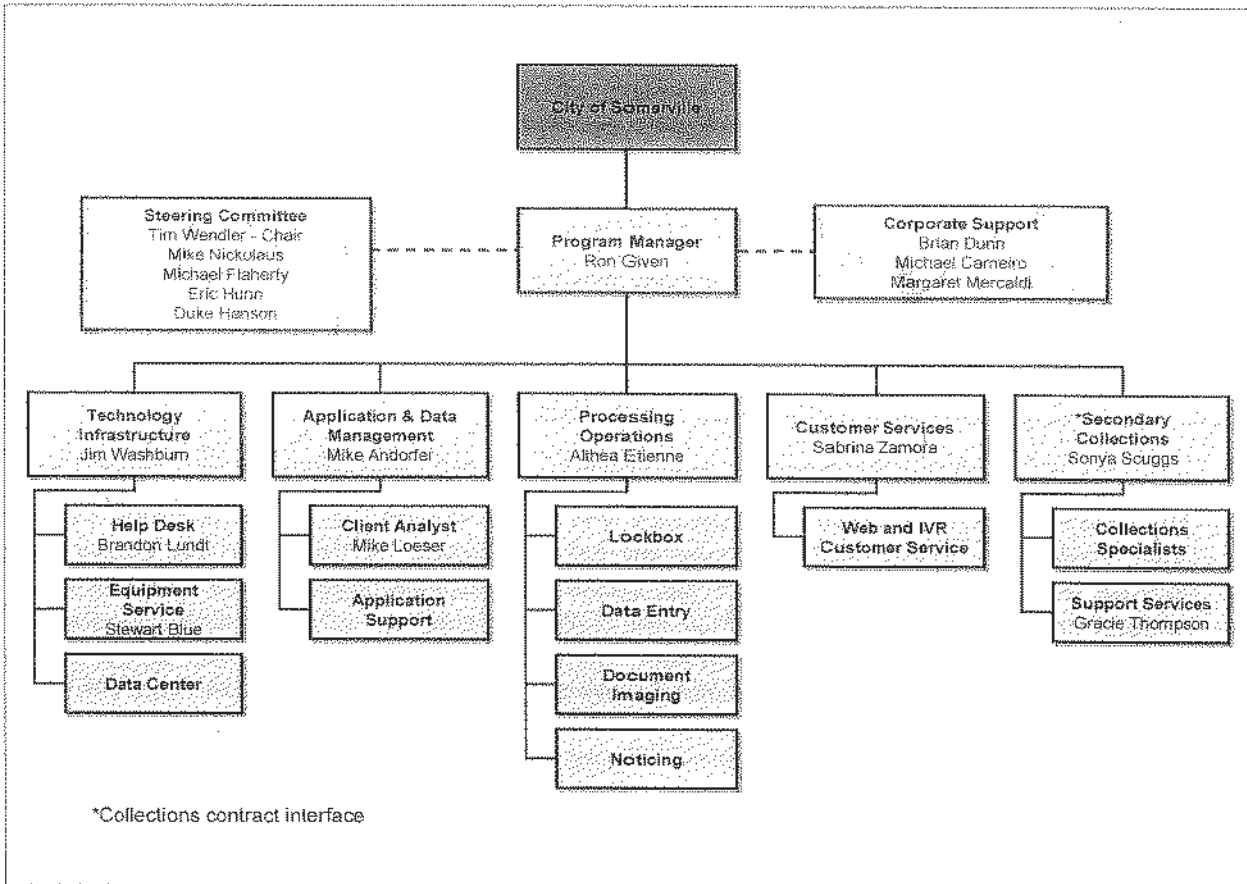 City of Somerville
Steering Committee
Tim Wendler - Chair
Mike Nickolaus
Michael Flaherty
Eric Hunn
Duke Hanson
Program Manager
Ron Given
Corporate Support
Brian Dunn
Michael Carneiro
Margaret Mercaldi
Technology
Infrastructure
Jim Washburn
Application & Data
Management
Mike Andorfer
Processing
Operations
Althea Etienne
Customer Services
Sabrina Zamora
*Secondary
Collections
Sonya Scuggs
Help Desk
Brandon Lundt
Equipment
Service
Stewart Blue
Data Center
Client Analyst
Mike Loeser
Application
Support
Lockbox
Data Entry
Document
Imaging
Noticing
Web and IVR
Customer Service
Collections
Specialists
Support Services
Gracie Thompson
*Collections contract interface